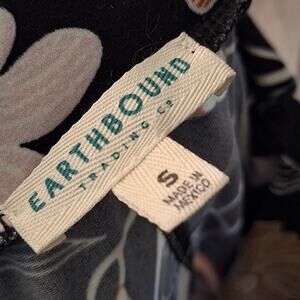 EARTHBOUND
TRADING CO
S
MADE IN
MEXICO